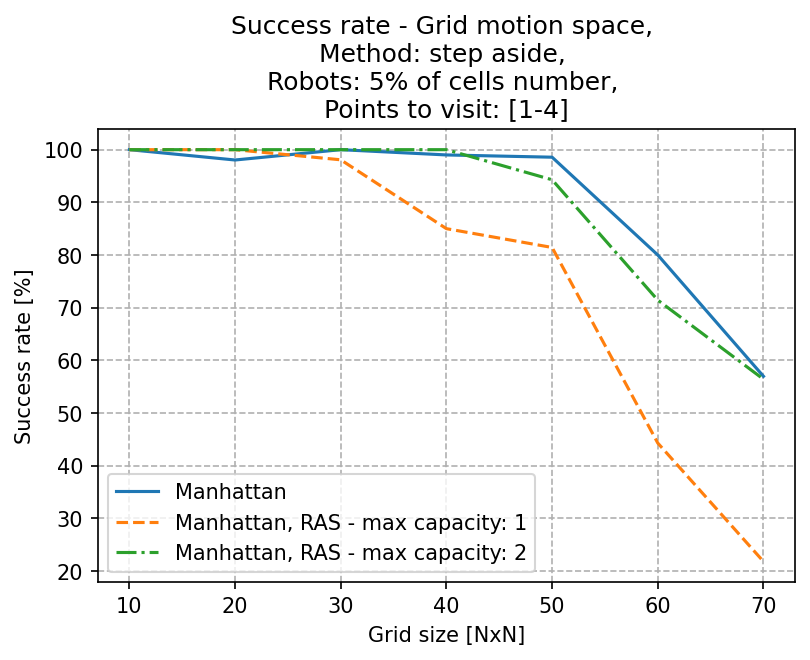 Success rate - Grid motion space,
Method: step aside,
Robots: 5% of cells number,
Points to visit: [1-4]
Success rate [%]
100
90
80
70
60
50
40
30
20
Manhattan
Manhattan, RAS - max capacity: 1
Manhattan, RAS - max capacity: 2
10 20 30 40 50 60 70
Grid size [NxN]